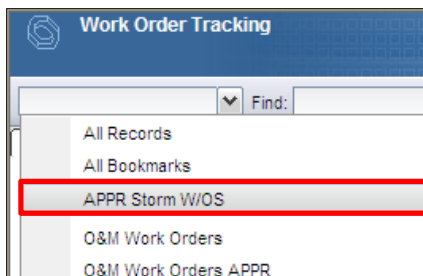 Work Order Tracking
Find:
All Records
All Bookmarks
APPR Storm W/OS
O&M Work Orders
O&M Work Orders APPR